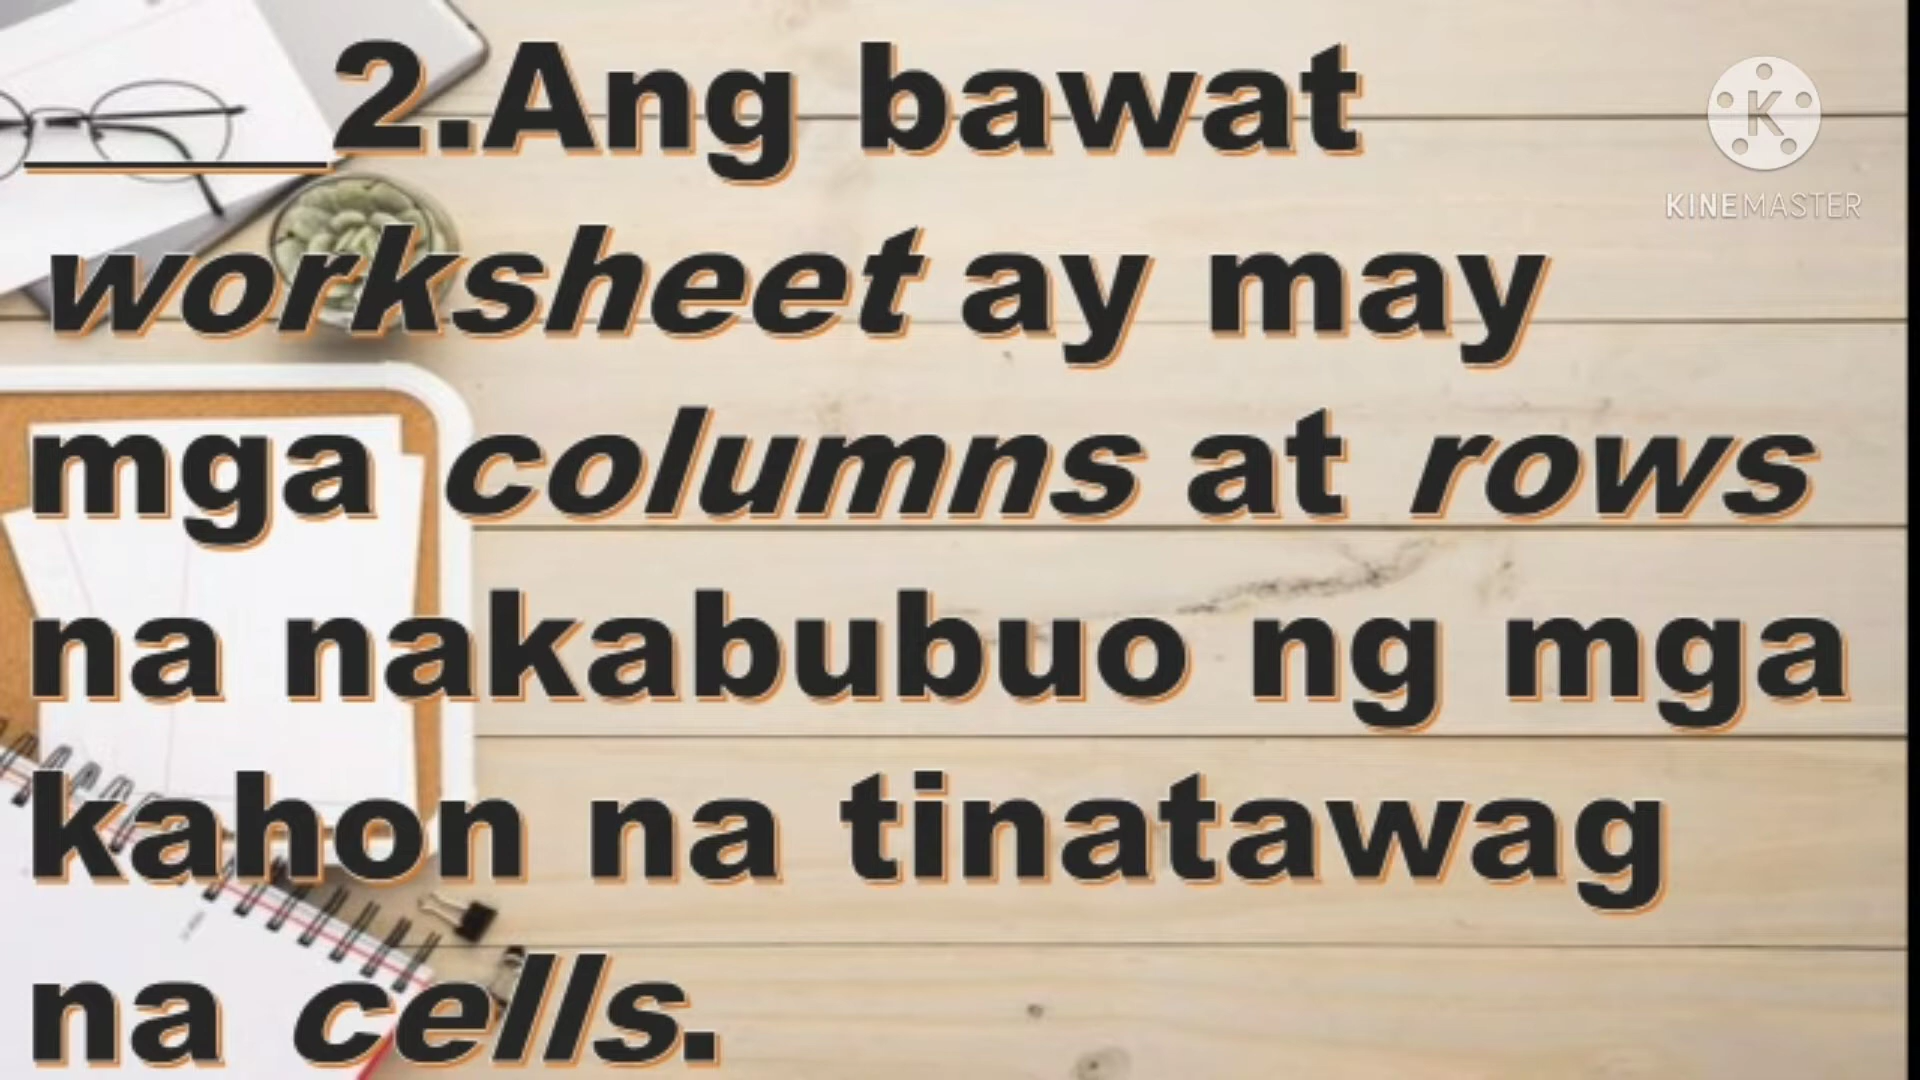 ______2.Ang bawat
worksheet ay may
mga columns at rows
na nakabubuo ng mga
kahon na tinatawag
na cells.
KINEMASTER